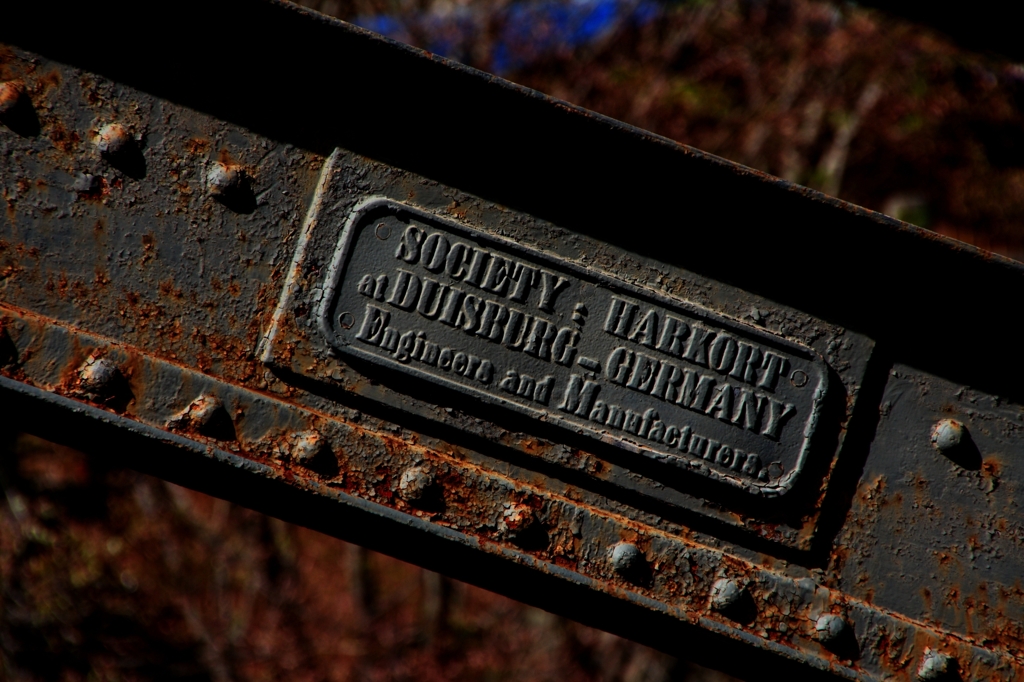 SOCIETY: HARKORT
at DUISBURG-GERMANY
Engineers and Manufacturers.